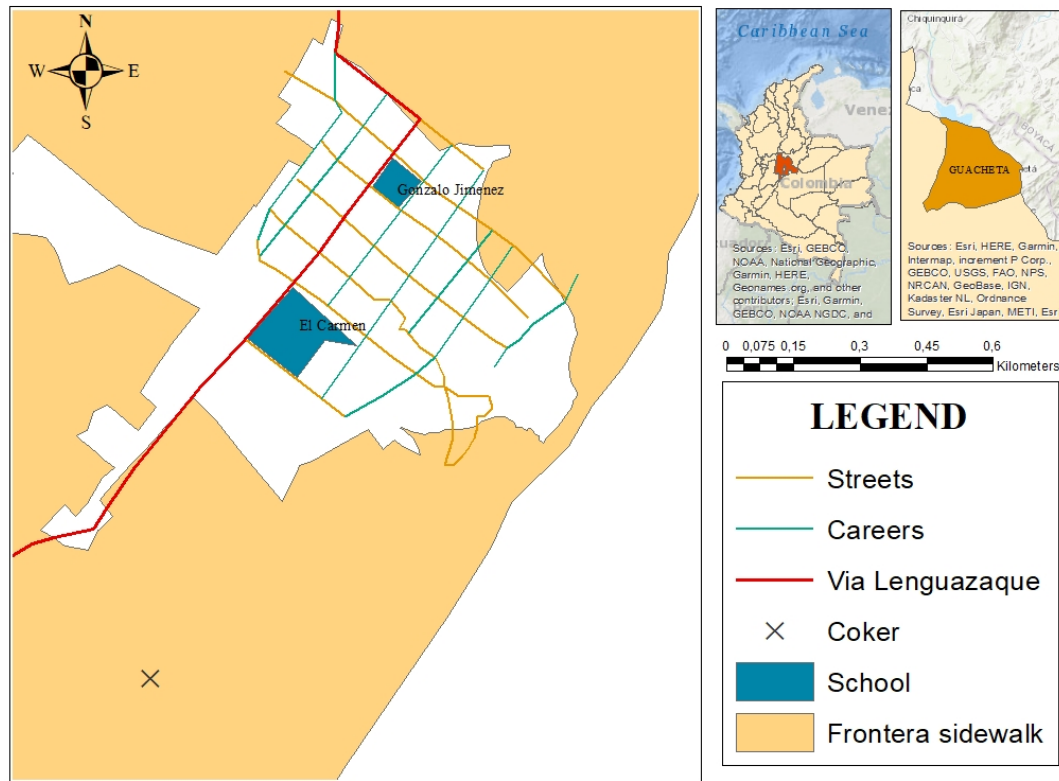 N
W E
S
Gonzalo Jimenez
El Carmen
Caribbean Sea
Colombia
Sources: Esri, GEBCO,
NOAA, National Geographic,
Garmin, HERE,
Geonames.org, and other
contributors; Esri, Garmin,
GEBCO, NOAA NGDC, and
Chiquinquirá
BOYACA
GUACHETA
Sources: Esri, HERE, Garmin,
Intermap, increment P Corp.,
GEBCO, USGS, FAO, NPS,
NRCAN, GeoBase, IGN,
Kadaster NL, Ordnance
Survey, Esri Japan, METI, Esri
0 0,075 0,15 0,3 0,45 0,6
Kilometers
LEGEND
Streets
Careers
Via Lenguazaque
Coker
School
Frontera sidewalk